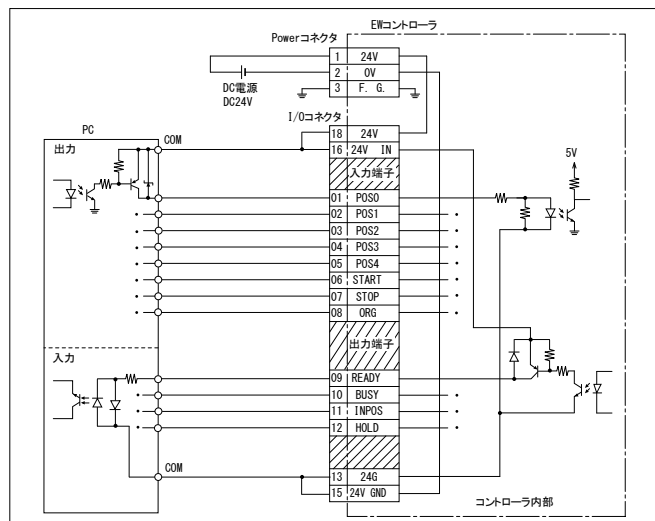 EWコントローラ
Powerコネクタ
1 24V
2 0V
3 F. G.
DC電源
DC24V
I/Oコネクタ
PC
COM
18 24V
16 24V IN
出力
入力端子
5V
01 POS0
02 POS1
03 POS2
04 POS3
05 POS4
06 START
07 STOP
08 ORG
出力端子
入力
09 READY
10 BUSY
11 INPOS
12 HOLD
COM
13 24G
15 24V GND
コントローラ内部